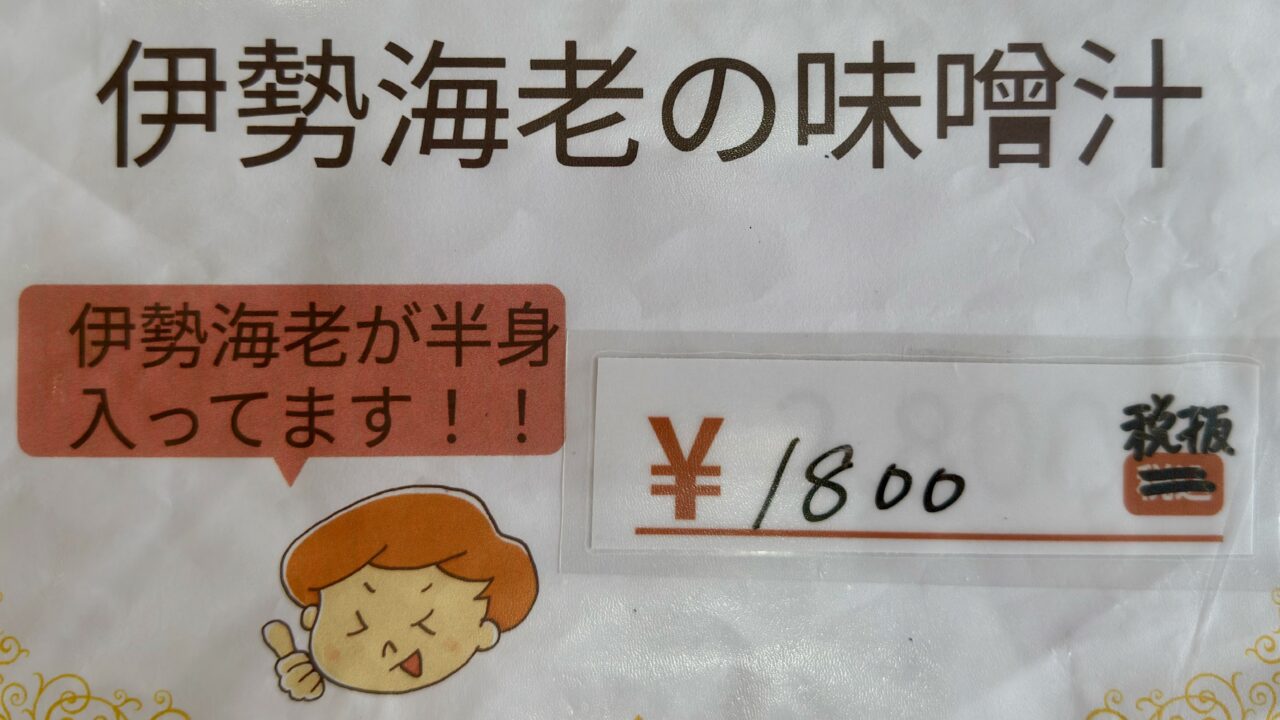 伊勢海老の味噌汁
伊勢海老が半身
入ってます！！
税抜
¥ 1800